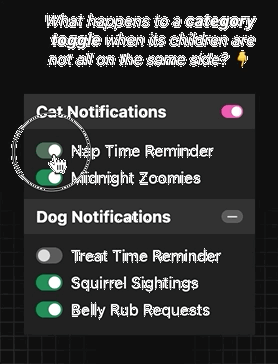 What happens to a category
toggle when its children are
not all on the same side? 👇
Cat Notifications
Nap Time Reminder
Midnight Zoomies
Dog Notifications
Treat Time Reminder
Squirrel Sightings
Belly Rub Requests